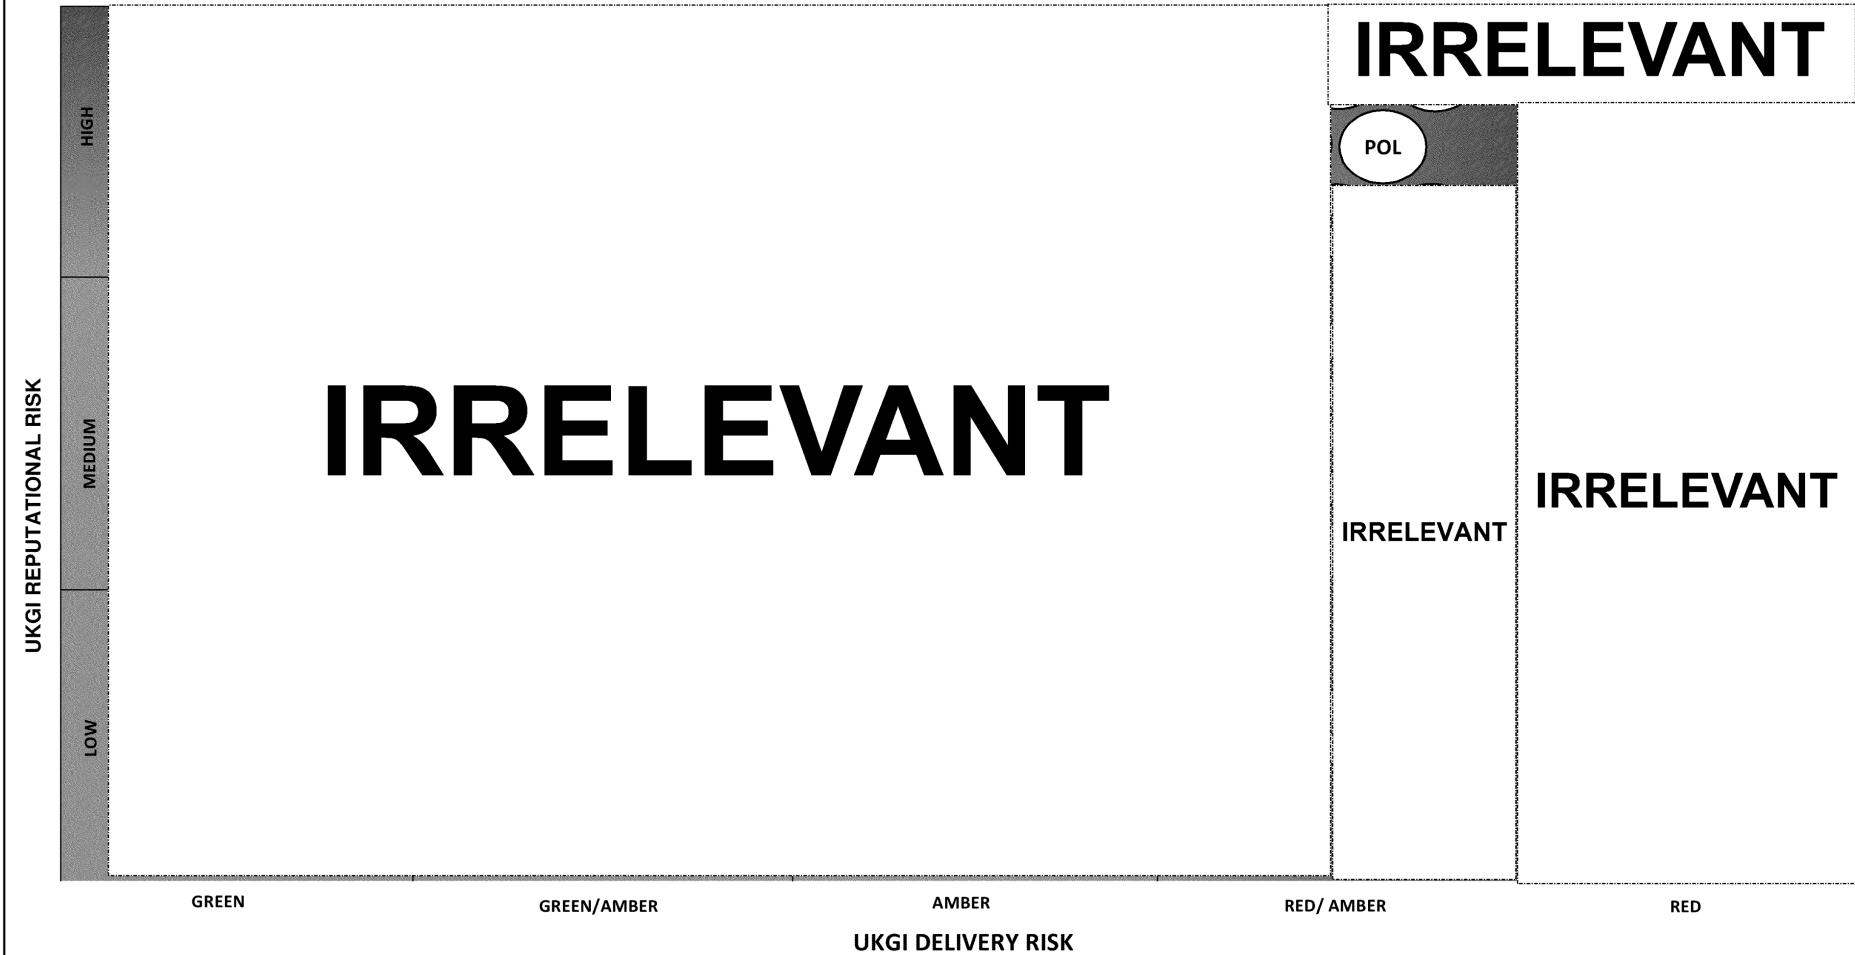 IRRELEVANT
HIGH
POL
MEDIUM
UKGI REPUTATIONAL RISK
IRRELEVANT
IRRELEVANT
IRRELEVANT
LOW
GREEN
GREEN/AMBER
AMBER
RED/ AMBER
RED
UKGI DELIVERY RISK